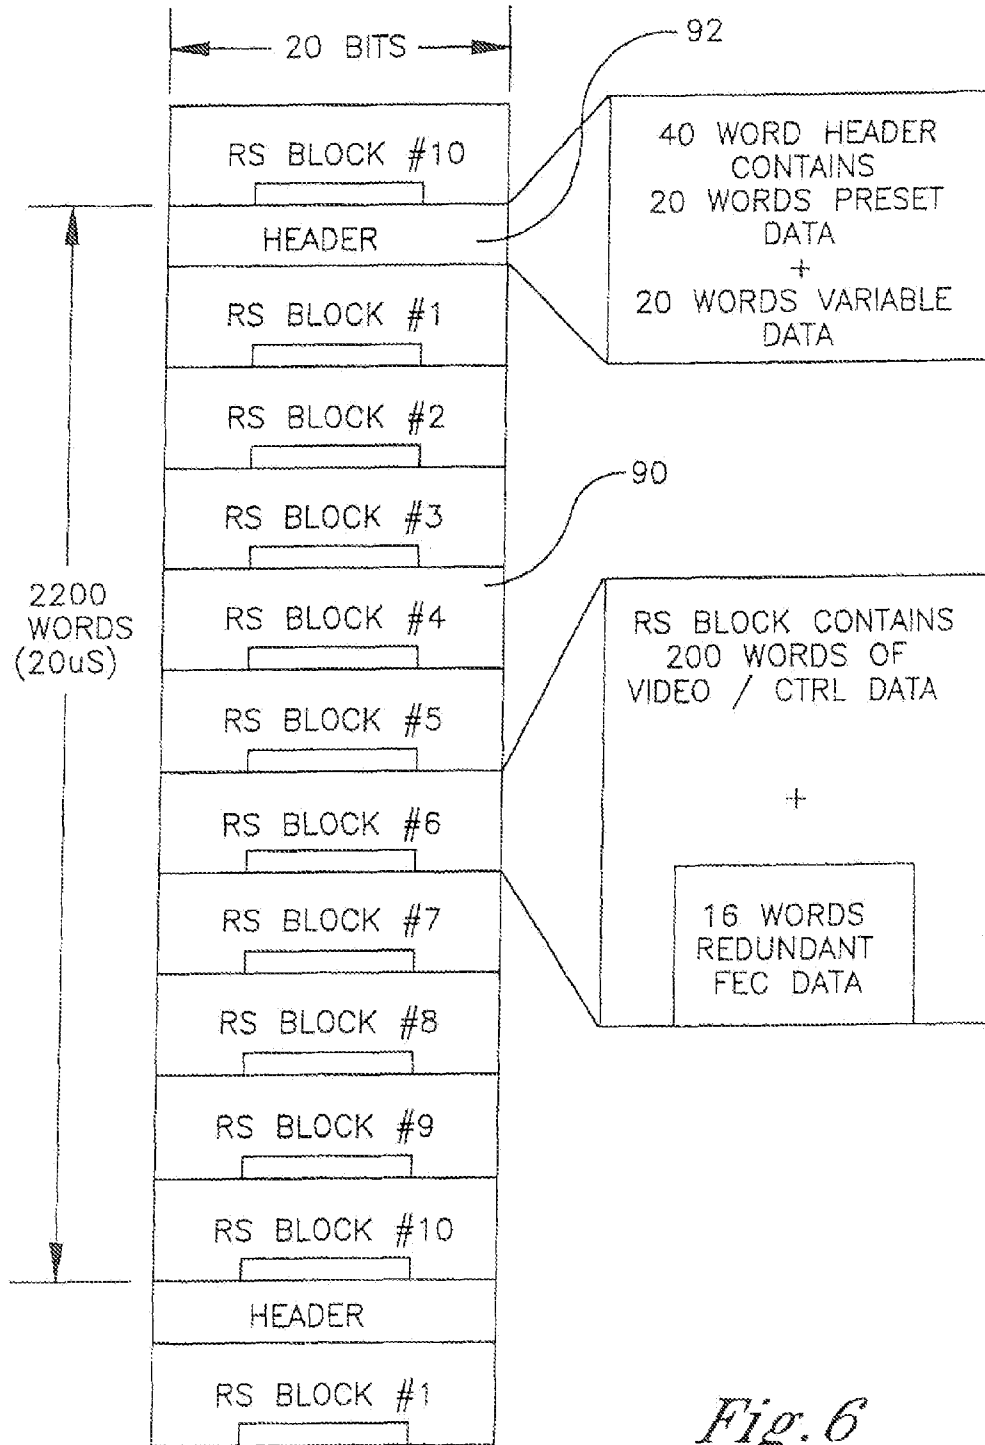 20 BITS
92
RS BLOCK #10
40 WORD HEADER
CONTAINS
20 WORDS PRESET
DATA
+
20 WORDS VARIABLE
DATA
HEADER
RS BLOCK #1
RS BLOCK #2
90
RS BLOCK #3
2200
WORDS
(20uS)
RS BLOCK #4
RS BLOCK CONTAINS
200 WORDS OF
VIDEO / CTRL DATA
+
16 WORDS
REDUNDANT
FEC DATA
RS BLOCK #5
RS BLOCK #6
RS BLOCK #7
RS BLOCK #8
RS BLOCK #9
RS BLOCK #10
HEADER
RS BLOCK #1
Fig. 6